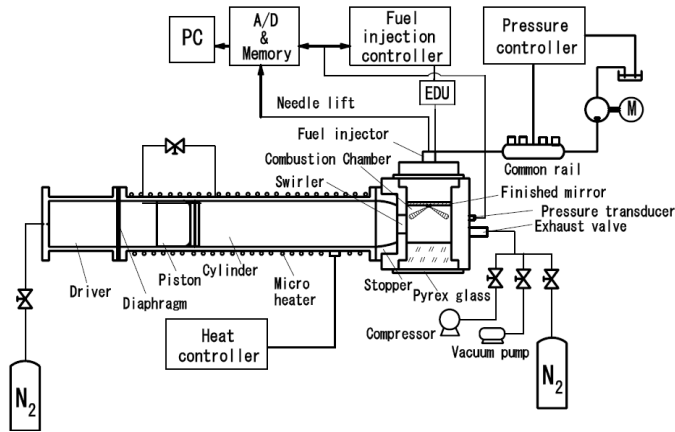 PC
A/D
&
Memory
Fuel
injection
controller
Pressure
controller
EDU
M
Needle lift
Fuel injector
Combustion Chamber
Swirler
Common rail
Finished mirror
Pressure transducer
Exhaust valve
Driver
Diaphragm
Piston
Cylinder
Micro
heater
Stopper
Pyrex glass
Compressor
Vacuum pump
Heat
controller
N2
N2